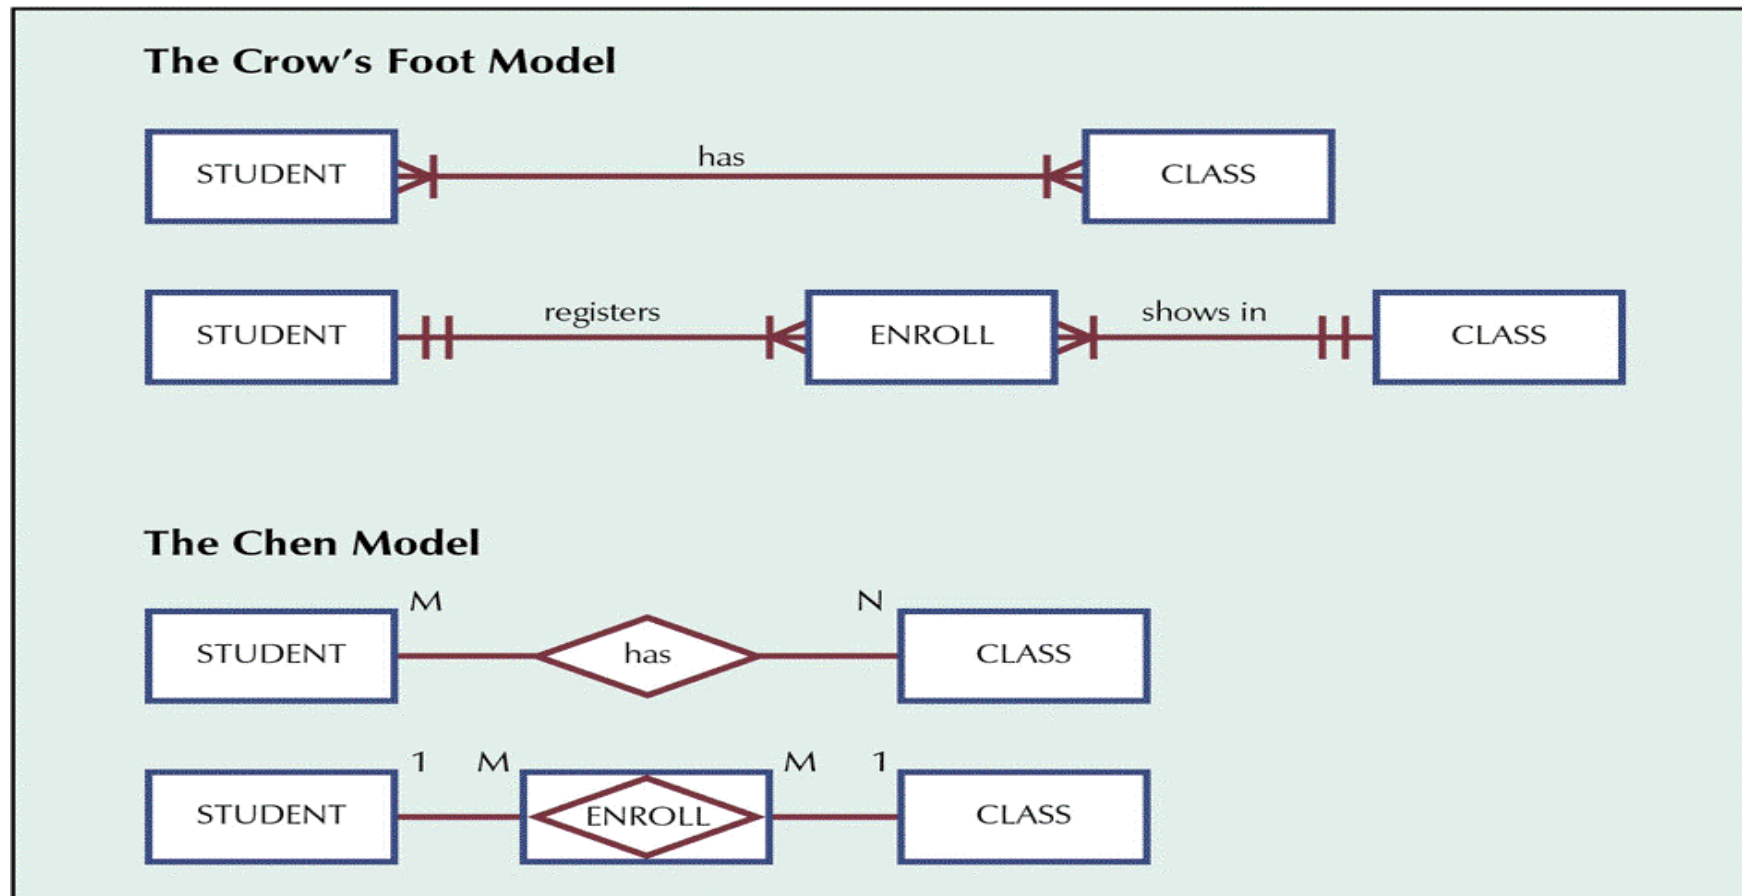 The Crow's Foot Model
STUDENT has CLASS
STUDENT registers ENROLL shows in CLASS
The Chen Model
M N
STUDENT has CLASS
1 M M 1
STUDENT ENROLL CLASS